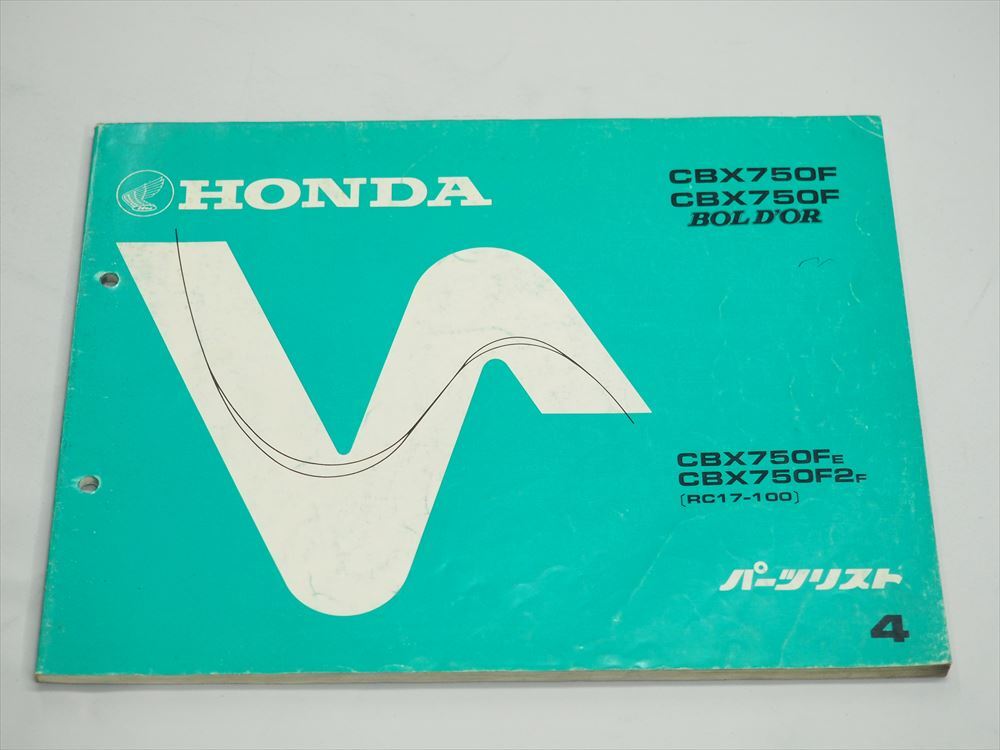 HONDA
CBX750F
CBX750F
BOL D'OR
CBX750FE
CBX750F2F
[RC17-100]
パーツリスト
4